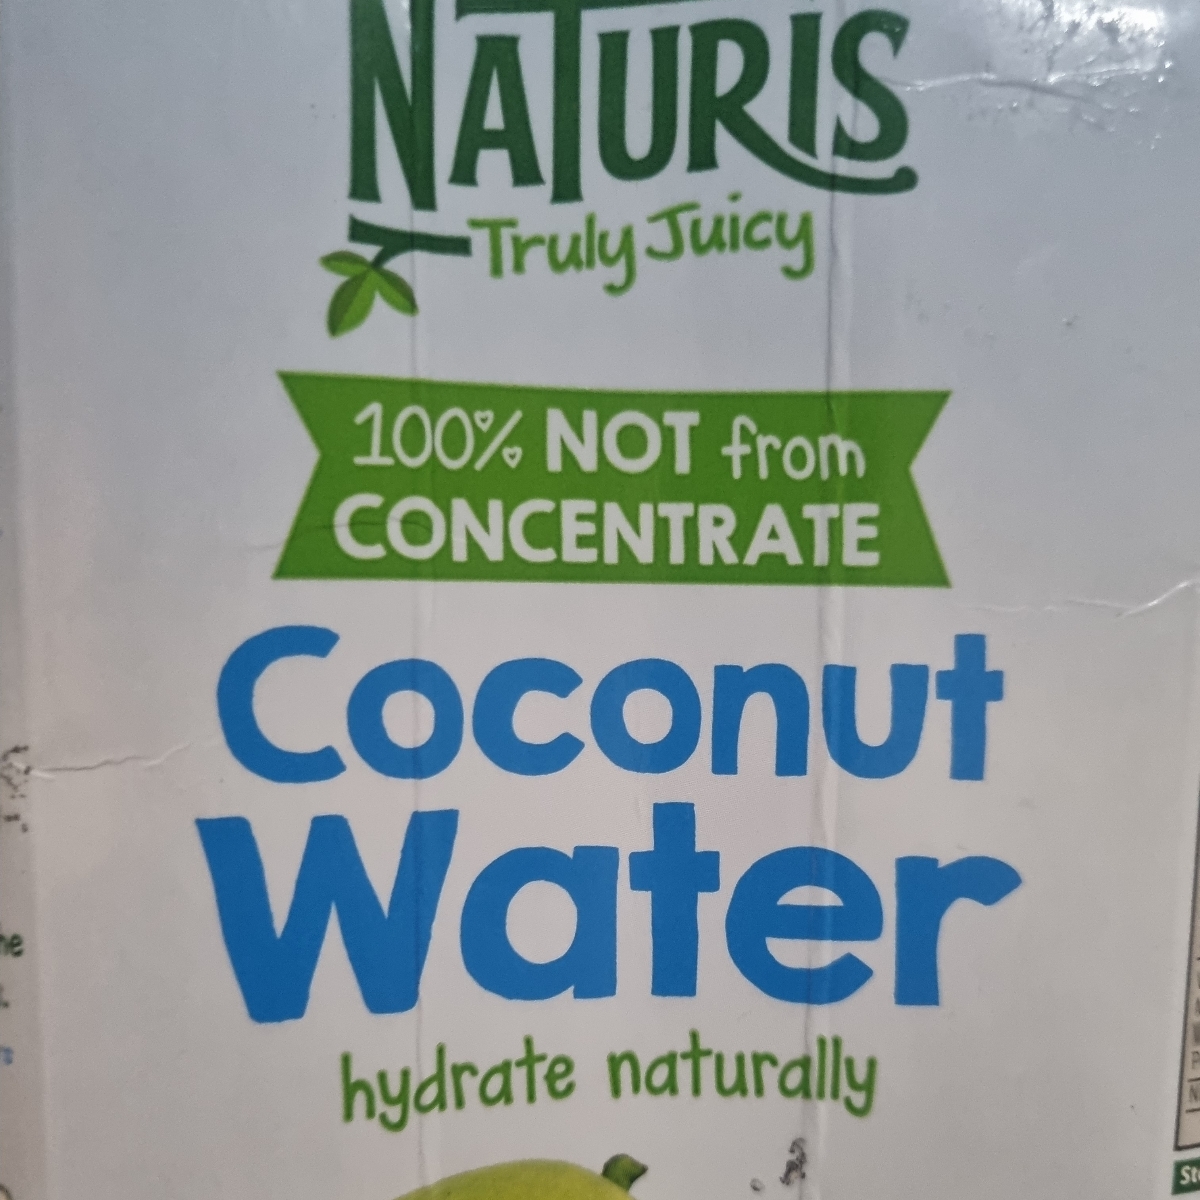 NATURIS
Truly Juicy
100% NOT from
CONCENTRATE
Coconut
Water
hydrate naturally